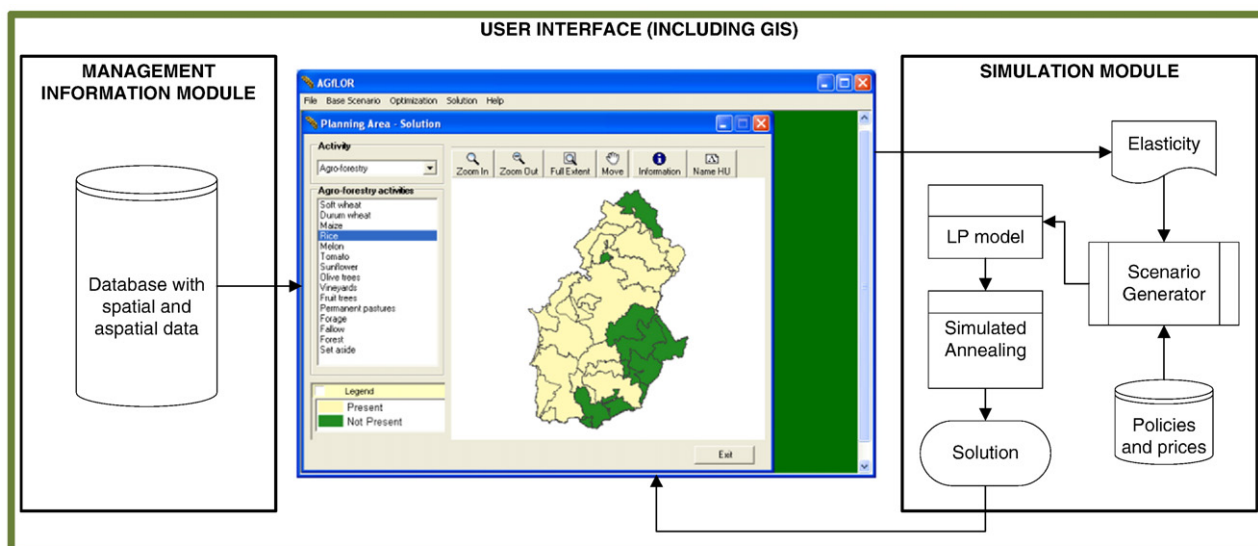 USER INTERFACE (INCLUDING GIS)
MANAGEMENT
INFORMATION MODULE
Database with
spatial and
aspatial data
AGfLOR
File Base Scenario Optimization Solution Help
Planning Area - Solution
Activity
Agro-forestry
Agro-forestry activities
Soft wheat
Durum wheat
Maize
Rice
Melon
Tomato
Sunflower
Olive trees
Vineyards
Fruit trees
Permanent pastures
Forage
Fallow
Forest
Set aside
Legend
Present
Not Present
Zoom In Zoom Out Full Extent Move Information Name HU
Exit
SIMULATION MODULE
Elasticity
LP model
Scenario
Generator
Simulated
Annealing
Policies
and prices
Solution